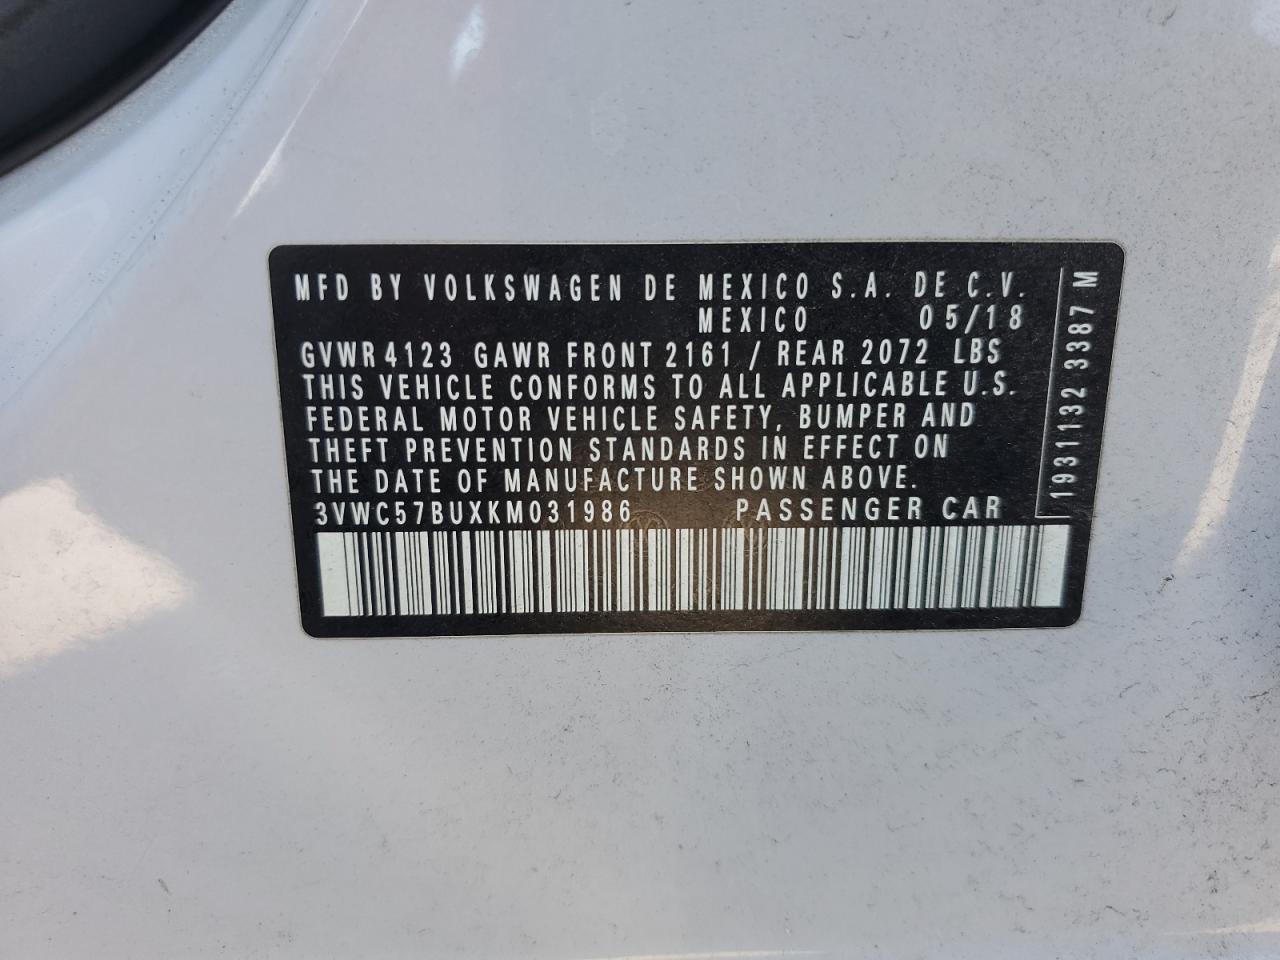 MFD BY VOLKSWAGEN DE MEXICO S.A. DE C.V.
MEXICO 05/18
GVWR 4123 GAWR FRONT 2161 / REAR 2072 LBS
THIS VEHICLE CONFORMS TO ALL APPLICABLE U.S.
FEDERAL MOTOR VEHICLE SAFETY, BUMPER AND
THEFT PREVENTION STANDARDS IN EFFECT ON
THE DATE OF MANUFACTURE SHOWN ABOVE.
3VWC57BUXKM031986 PASSENGER CAR
1931132 3387 M